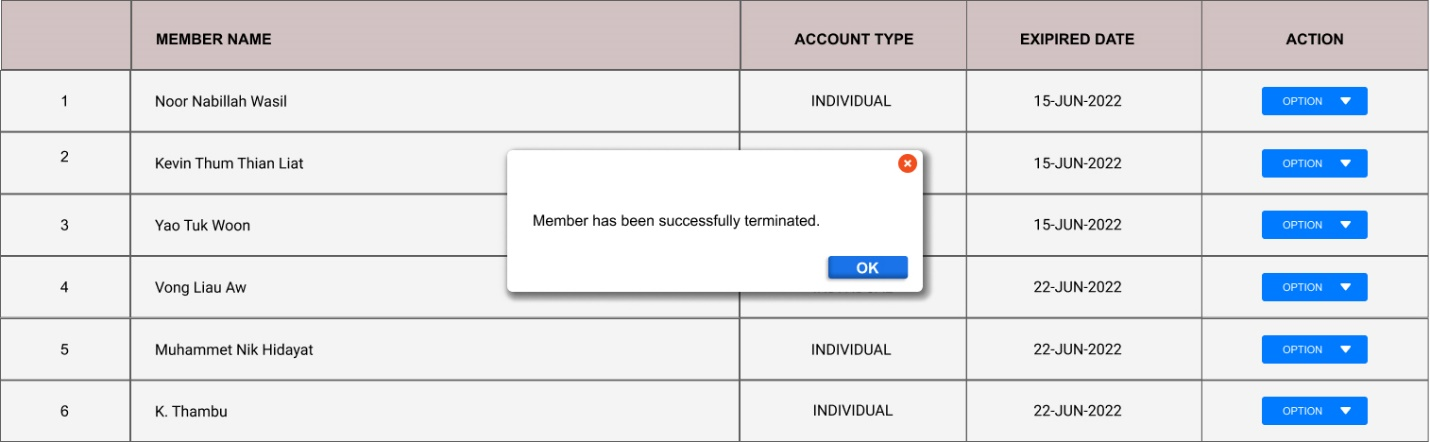 MEMBER NAME ACCOUNT TYPE EXIPIRED DATE ACTION
1 Noor Nabillah Wasil INDIVIDUAL 15-JUN-2022 OPTION
2 Kevin Thum Thian Liat 15-JUN-2022 OPTION
Member has been successfully terminated.
3 Yao Tuk Woon 15-JUN-2022 OPTION
OK
4 Vong Liau Aw 22-JUN-2022 OPTION
5 Muhammet Nik Hidayat INDIVIDUAL 22-JUN-2022 OPTION
6 K. Thambu INDIVIDUAL 22-JUN-2022 OPTION